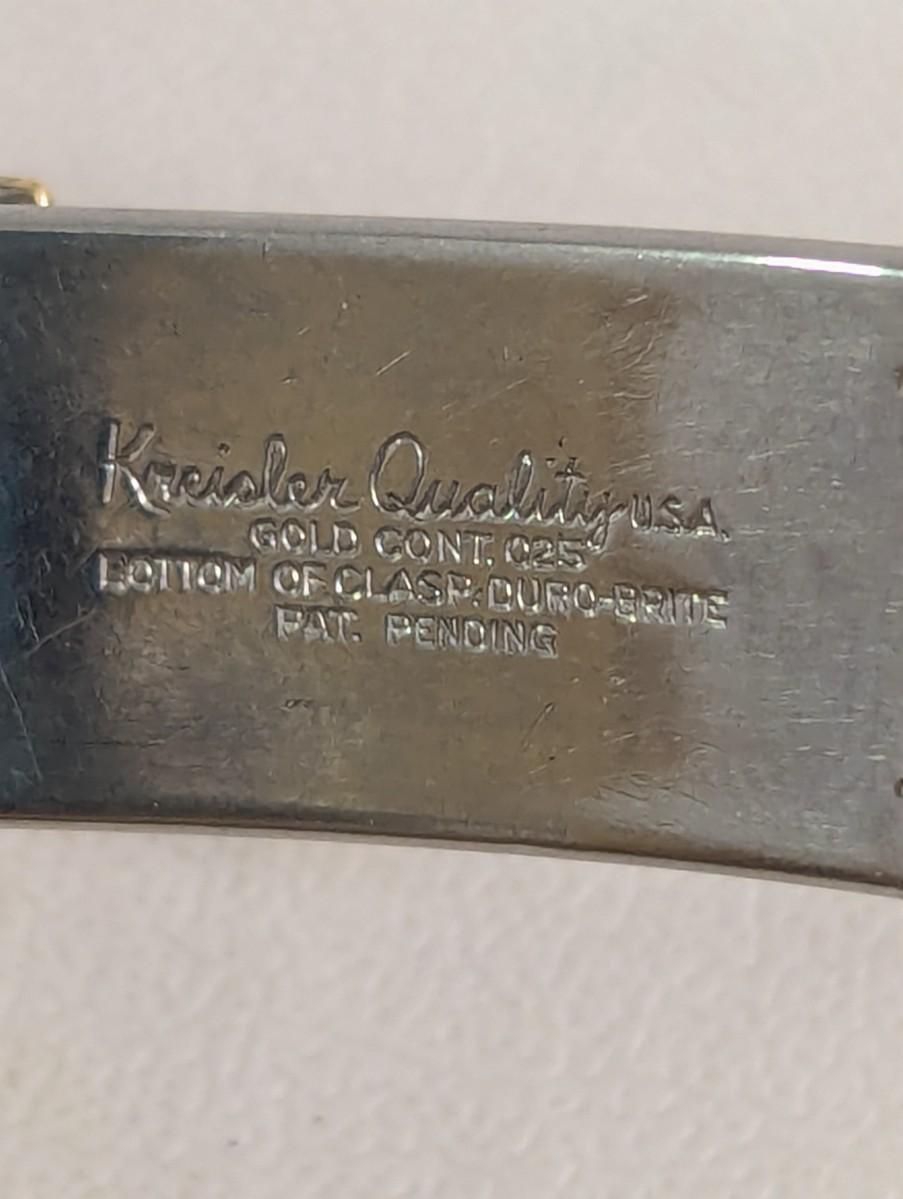 Kreisler Quality U.S.A.
GOLD CONT. 025
BOTTOM OF CLASP: DURO-BRITE
PAT. PENDING